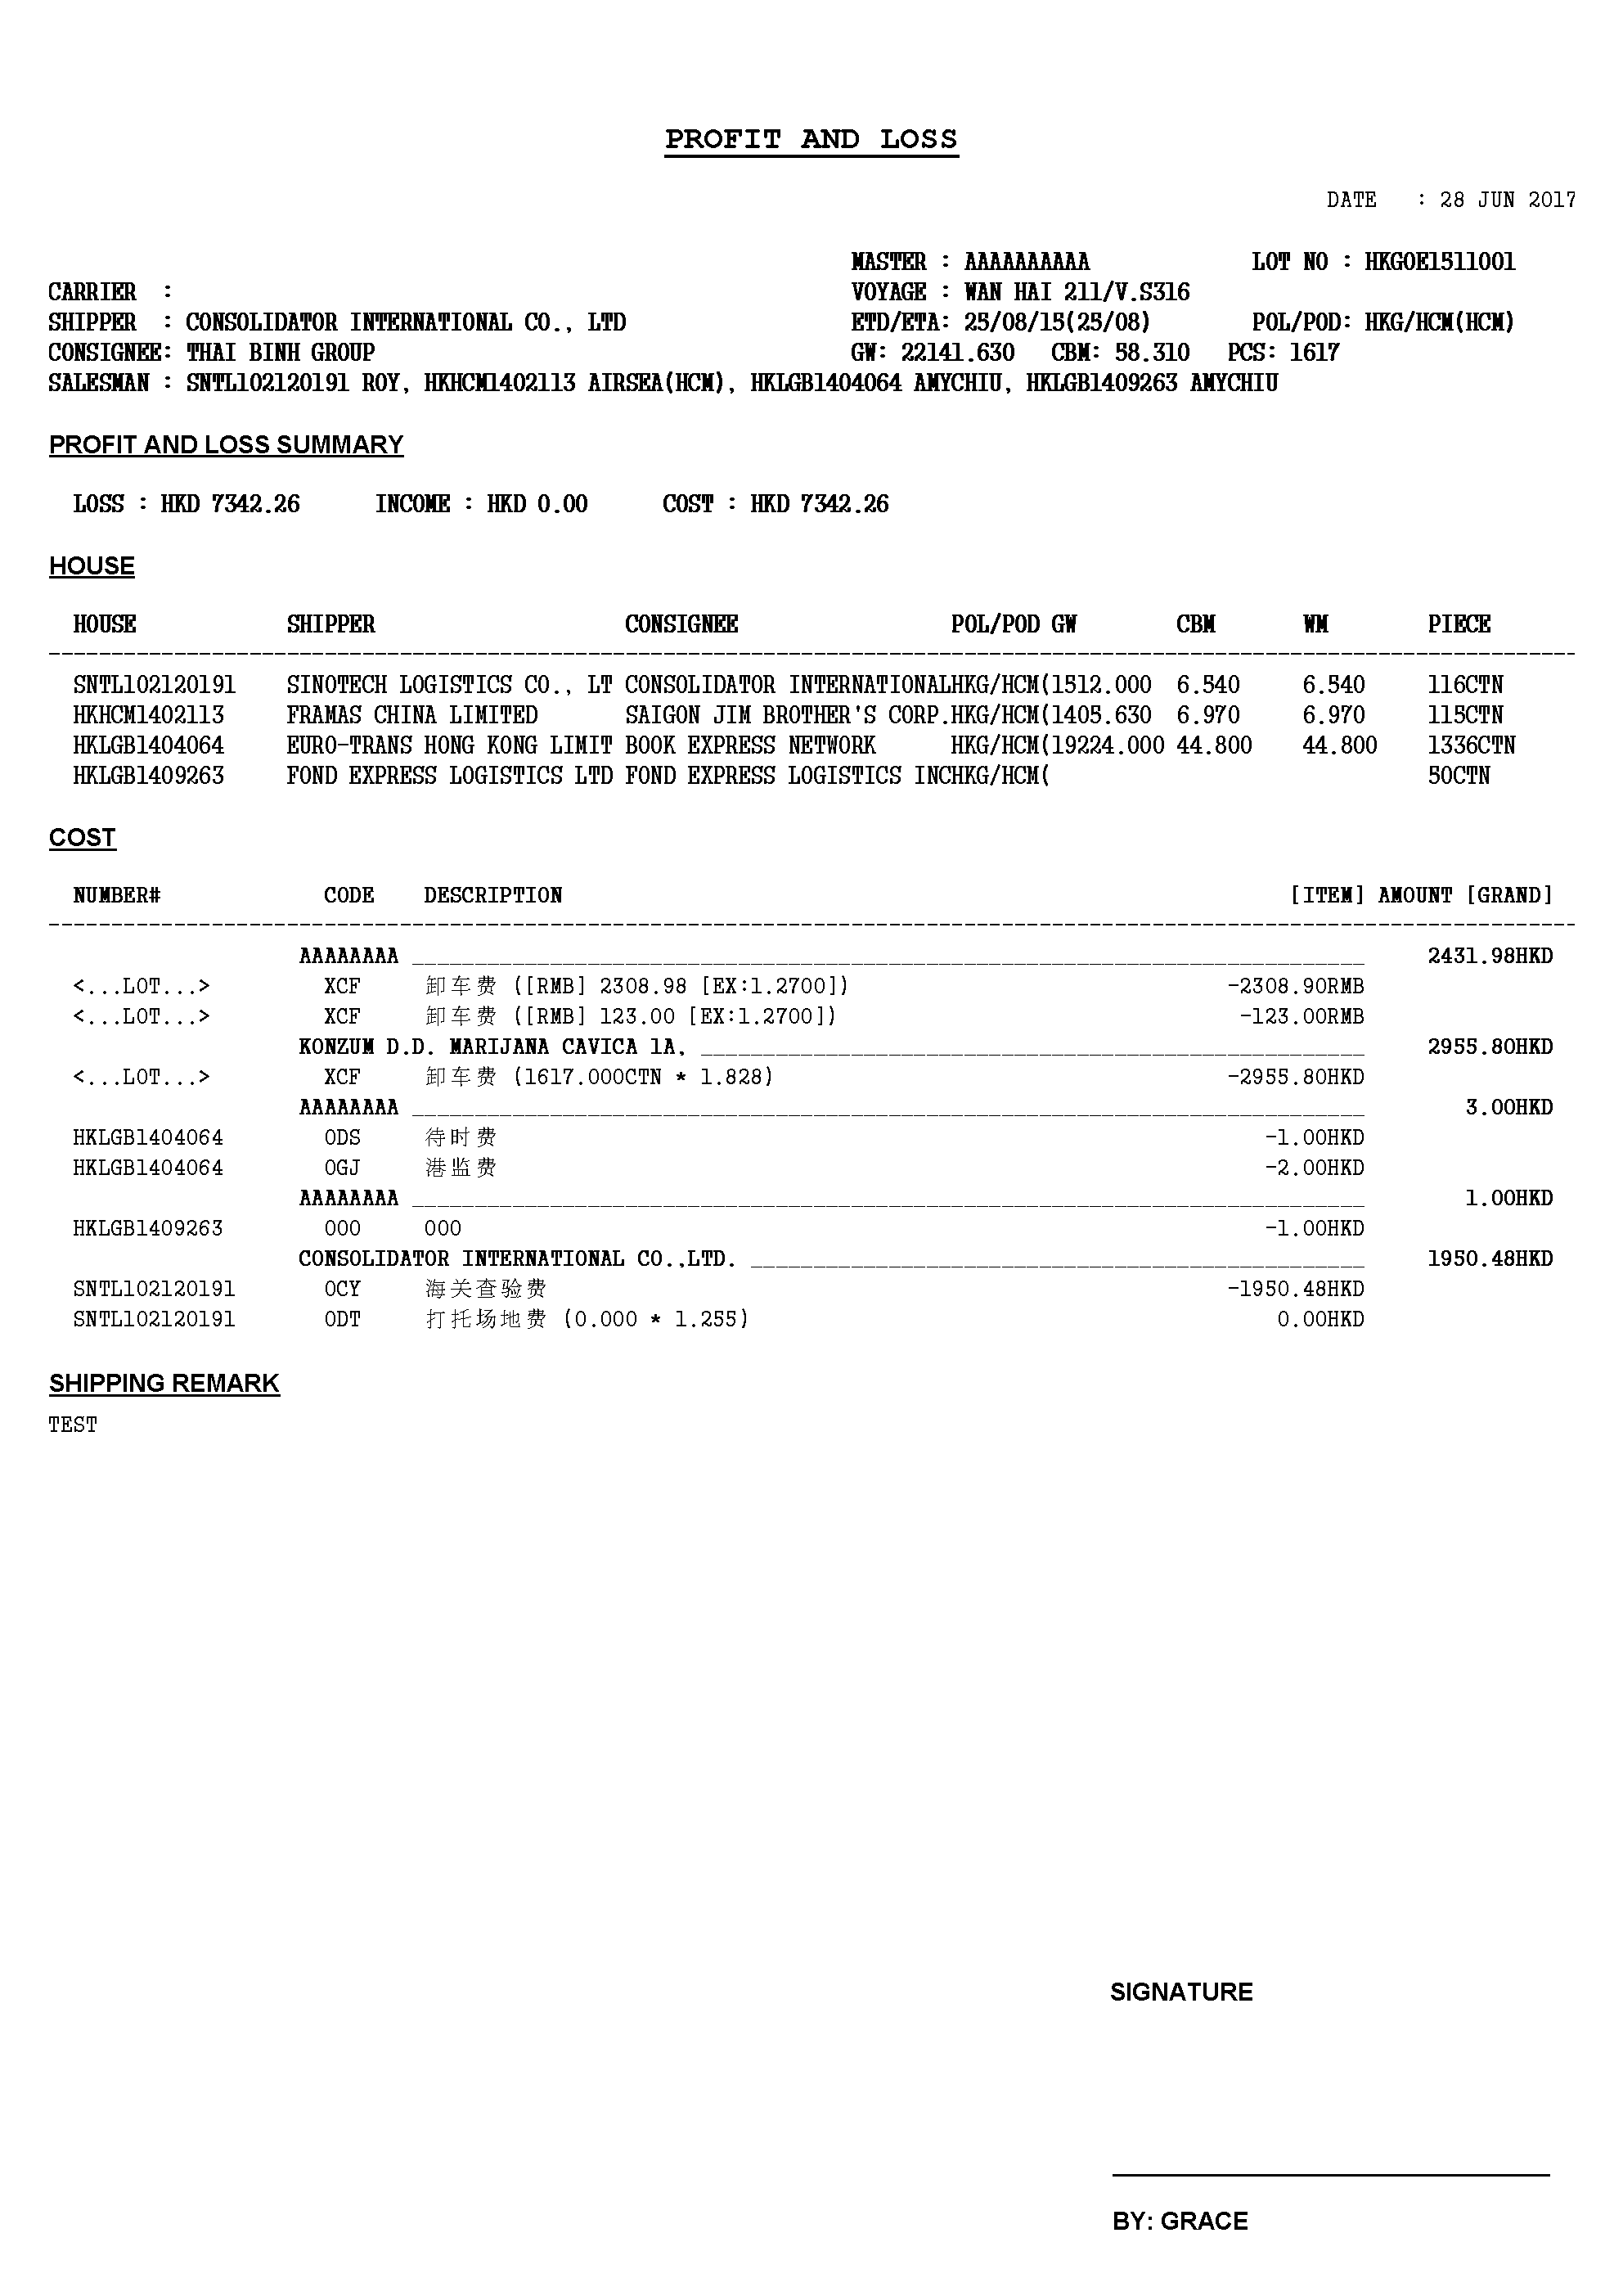 PROFIT AND LOSS
DATE : 28 JUN 2017
MASTER : AAAAAAAAAA LOT NO : HKGOE1511001
CARRIER : VOYAGE : WAN HAI 211/V.S316
SHIPPER : CONSOLIDATOR INTERNATIONAL CO., LTD ETD/ETA: 25/08/15(25/08) POL/POD: HKG/HCM(HCM)
CONSIGNEE: THAI BINH GROUP GW: 22141.630 CBM: 58.310 PCS: 1617
SALESMAN : SNTL102120191 ROY, HKHCM1402113 AIRSEA(HCM), HKLGB1404064 AMYCHIU, HKLGB1409263 AMYCHIU
PROFIT AND LOSS SUMMARY
LOSS : HKD 7342.26 INCOME : HKD 0.00 COST : HKD 7342.26
HOUSE
HOUSE SHIPPER CONSIGNEE POL/POD GW CBM WM PIECE
SNTL102120191 SINOTECH LOGISTICS CO., LT CONSOLIDATOR INTERNATIONALHKG/HCM(1512.000 6.540 6.540 116CTN
HKHCM1402113 FRAMAS CHINA LIMITED SAIGON JIM BROTHER'S CORP.HKG/HCM(1405.630 6.970 6.970 115CTN
HKLGB1404064 EURO-TRANS HONG KONG LIMIT BOOK EXPRESS NETWORK HKG/HCM(19224.000 44.800 44.800 1336CTN
HKLGB1409263 FOND EXPRESS LOGISTICS LTD FOND EXPRESS LOGISTICS INCHKG/HCM( 50CTN
COST
NUMBER# CODE DESCRIPTION [ITEM] AMOUNT [GRAND]
AAAAAAAA 2431.98HKD
<...LOT...> XCF 卸车费 ([RMB] 2308.98 [EX:1.2700]) -2308.90RMB
<...LOT...> XCF 卸车费 ([RMB] 123.00 [EX:1.2700]) -123.00RMB
KONZUM D.D. MARIJANA CAVICA 1A, 2955.80HKD
<...LOT...> XCF 卸车费 (1617.000CTN * 1.828) -2955.80HKD
AAAAAAAA 3.00HKD
HKLGB1404064 ODS 待时费 -1.00HKD
HKLGB1404064 OGJ 港监费 -2.00HKD
AAAAAAAA 1.00HKD
HKLGB1409263 000 000 -1.00HKD
CONSOLIDATOR INTERNATIONAL CO.,LTD. 1950.48HKD
SNTL102120191 OCY 海关查验费 -1950.48HKD
SNTL102120191 ODT 打托场地费 (0.000 * 1.255) 0.00HKD
SHIPPING REMARK
TEST
SIGNATURE
BY: GRACE